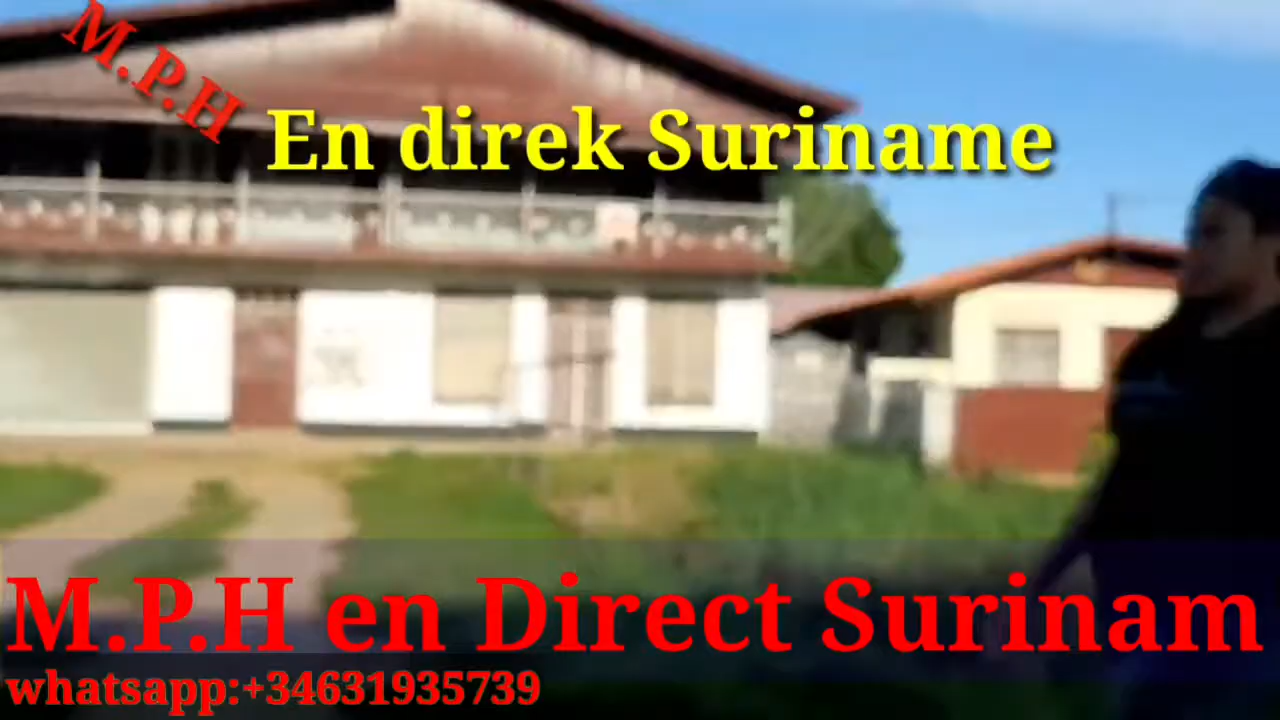 M.P.H
En direk Suriname
M.P.H en Direct Surinam
whatsapp:+34631935739